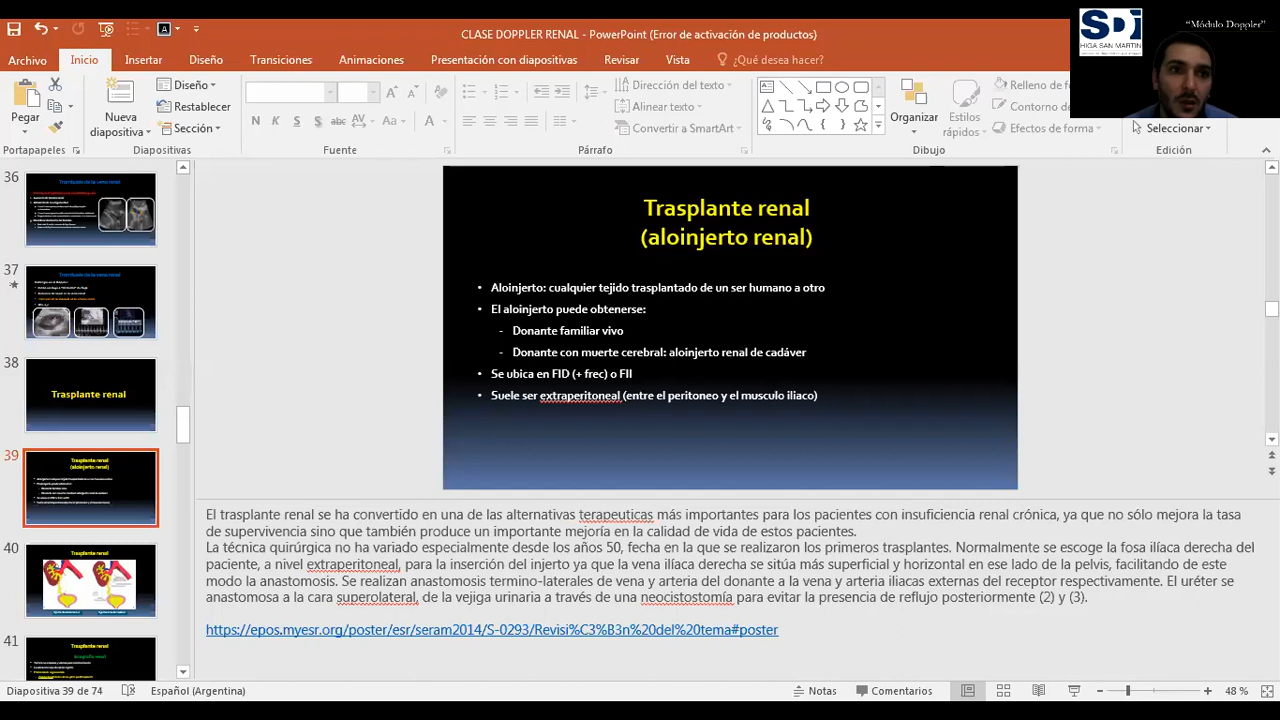 CLASE DOPPLER RENAL - PowerPoint (Error de activación de productos)
SDI
HIGA SAN MARTIN
“Módulo Doppler”
Archivo
Inicio
Insertar
Diseño
Transiciones
Animaciones
Presentación con diapositivas
Revisar
Vista
¿Qué desea hacer?
Pegar
Nueva
diapositiva
Diseño
Restablecer
Sección
N K S abc AV Aa A
Dirección del texto
Alinear texto
Convertir a SmartArt
Organizar
Estilos
rápidos
Relleno de fo
Contorno de
Efectos de forma
Seleccionar
Portapapeles
Diapositivas
Fuente
Párrafo
Dibujo
Edición
36
37
38
Trasplante renal
39
Trasplante renal
(aloinjerto renal)
40
Trasplante renal
41
Trasplante renal
Trasplante renal
(aloinjerto renal)
• Aloinjerto: cualquier tejido trasplantado de un ser humano a otro
• El aloinjerto puede obtenerse:
- Donante familiar vivo
- Donante con muerte cerebral: aloinjerto renal de cadáver
• Se ubica en FID (+ frec) o FII
• Suele ser extraperitoneal (entre el peritoneo y el musculo iliaco)
El trasplante renal se ha convertido en una de las alternativas terapeuticas más importantes para los pacientes con insuficiencia renal crónica, ya que no sólo mejora la tasa
de supervivencia sino que también produce un importante mejoría en la calidad de vida de estos pacientes.
La técnica quirúrgica no ha variado especialmente desde los años 50, fecha en la que se realizaron los primeros trasplantes. Normalmente se escoge la fosa ilíaca derecha del
paciente, a nivel extraperitoneal, para la inserción del injerto ya que la vena ilíaca derecha se sitúa más superficial y horizontal en ese lado de la pelvis, facilitando de este
modo la anastomosis. Se realizan anastomosis termino-laterales de vena y arteria del donante a la vena y arteria iliacas externas del receptor respectivamente. El uréter se
anastomosa a la cara superolateral, de la vejiga urinaria a través de una neocistostomía para evitar la presencia de reflujo posteriormente (2) y (3).
https://epos.myesr.org/poster/esr/seram2014/S-0293/Revisi%C3%B3n%20del%20tema#poster
Diapositiva 39 de 74
Español (Argentina)
Notas
Comentarios
48 %